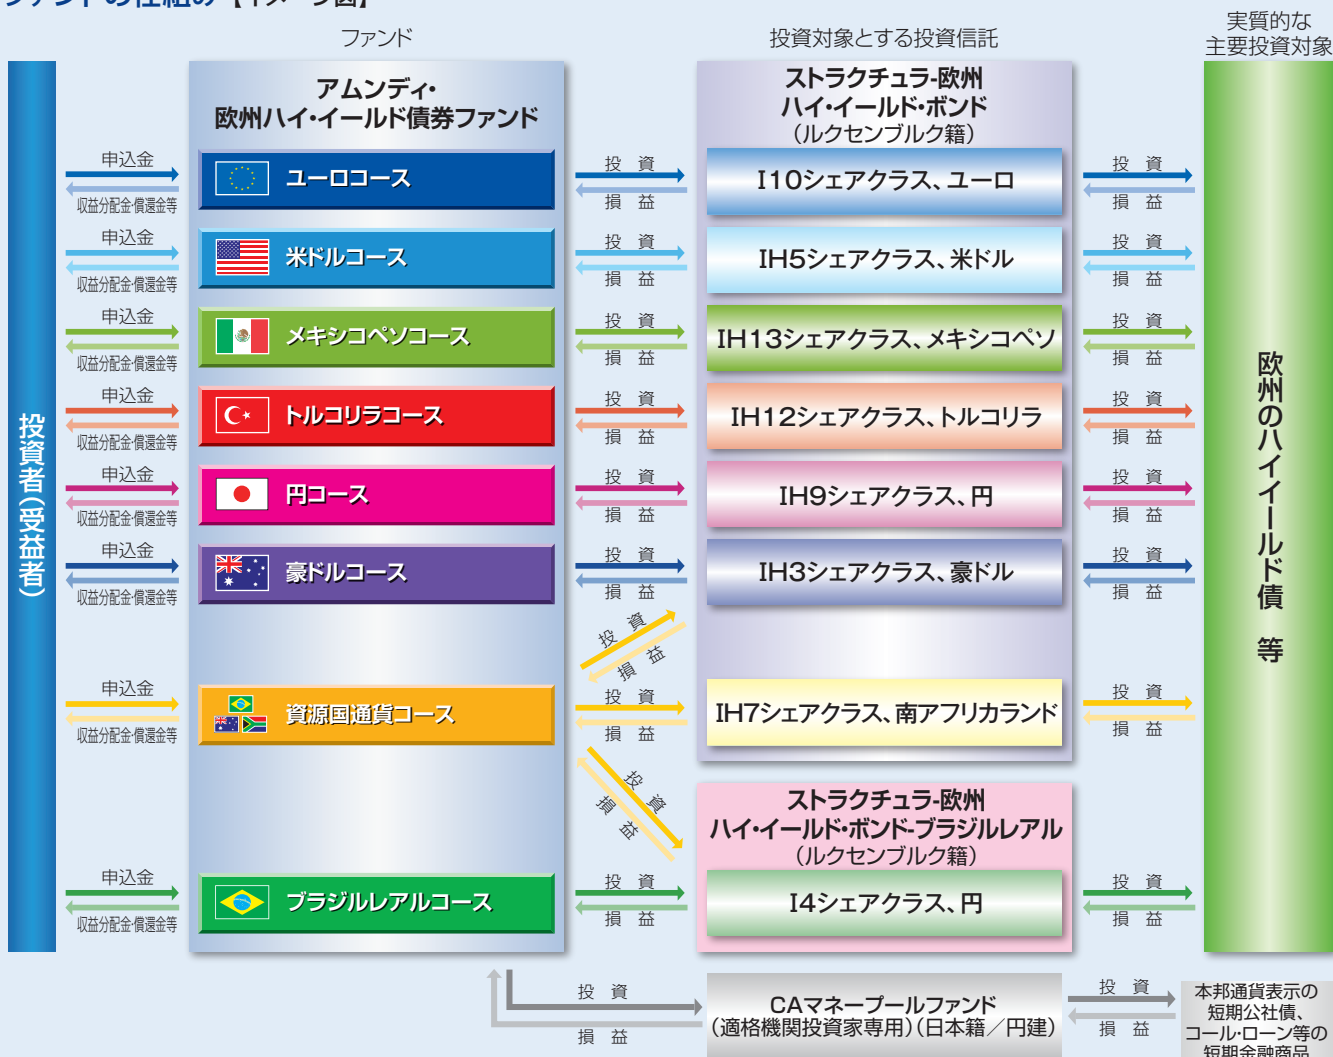 ファンドの仕組み【イメージ図】
ファンド
投資対象とする投資信託
実質的な
主要投資対象
投資者(受益者)
アムンディ・
欧州ハイ・イールド債券ファンド
ストラクチュラ-欧州
ハイ・イールド・ボンド
(ルクセンブルク籍)
欧州のハイイールド債 等
申込金
収益分配金・償還金等
ユーロコース
投 資
損 益
I10シェアクラス、ユーロ
投 資
損 益
申込金
収益分配金・償還金等
米ドルコース
投 資
損 益
IH5シェアクラス、米ドル
投 資
損 益
申込金
収益分配金・償還金等
メキシコペソコース
投 資
損 益
IH13シェアクラス、メキシコペソ
投 資
損 益
申込金
収益分配金・償還金等
トルコリラコース
投 資
損 益
IH12シェアクラス、トルコリラ
投 資
損 益
申込金
収益分配金・償還金等
円コース
投 資
損 益
IH9シェアクラス、円
投 資
損 益
申込金
収益分配金・償還金等
豪ドルコース
投 資
損 益
IH3シェアクラス、豪ドル
投 資
損 益
投 資
損 益
申込金
収益分配金・償還金等
資源国通貨コース
投 資
損 益
IH7シェアクラス、南アフリカランド
投 資
損 益
投 資
損 益
ストラクチュラ-欧州
ハイ・イールド・ボンド-ブラジルレアル
(ルクセンブルク籍)
申込金
収益分配金・償還金等
ブラジルレアルコース
投 資
損 益
I4シェアクラス、円
投 資
損 益
投 資
損 益
CAマネープールファンド
(適格機関投資家専用)(日本籍／円建)
投 資
損 益
本邦通貨表示の
短期公社債、
コール・ローン等の
短期金融商品